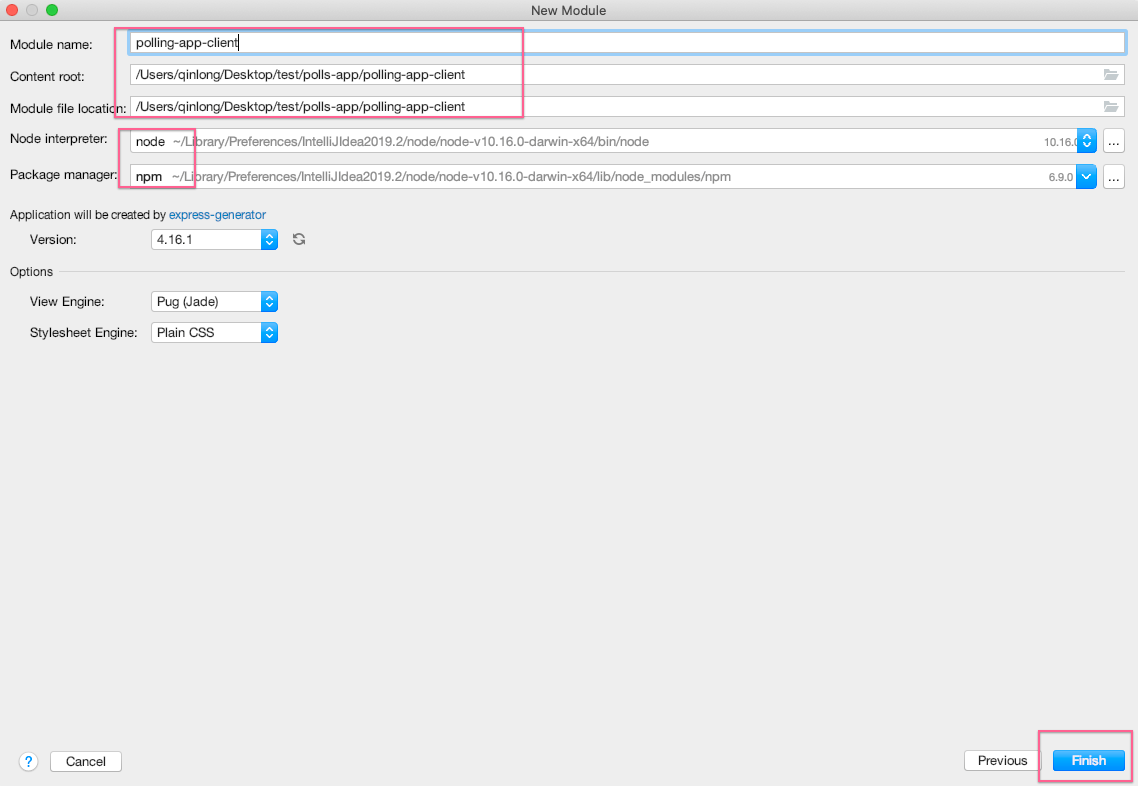 New Module
Module name: polling-app-client
Content root: /Users/qinlong/Desktop/test/polls-app/polling-app-client
Module file location: /Users/qinlong/Desktop/test/polls-app/polling-app-client
Node interpreter: node ~/Library/Preferences/IntelliJIdea2019.2/node/node-v10.16.0-darwin-x64/bin/node 10.16.0 ...
Package manager: npm ~/Library/Preferences/IntelliJIdea2019.2/node/node-v10.16.0-darwin-x64/lib/node_modules/npm 6.9.0 ...
Application will be created by express-generator
Version: 4.16.1
Options
View Engine: Pug (Jade)
Stylesheet Engine: Plain CSS
? Cancel Previous Finish